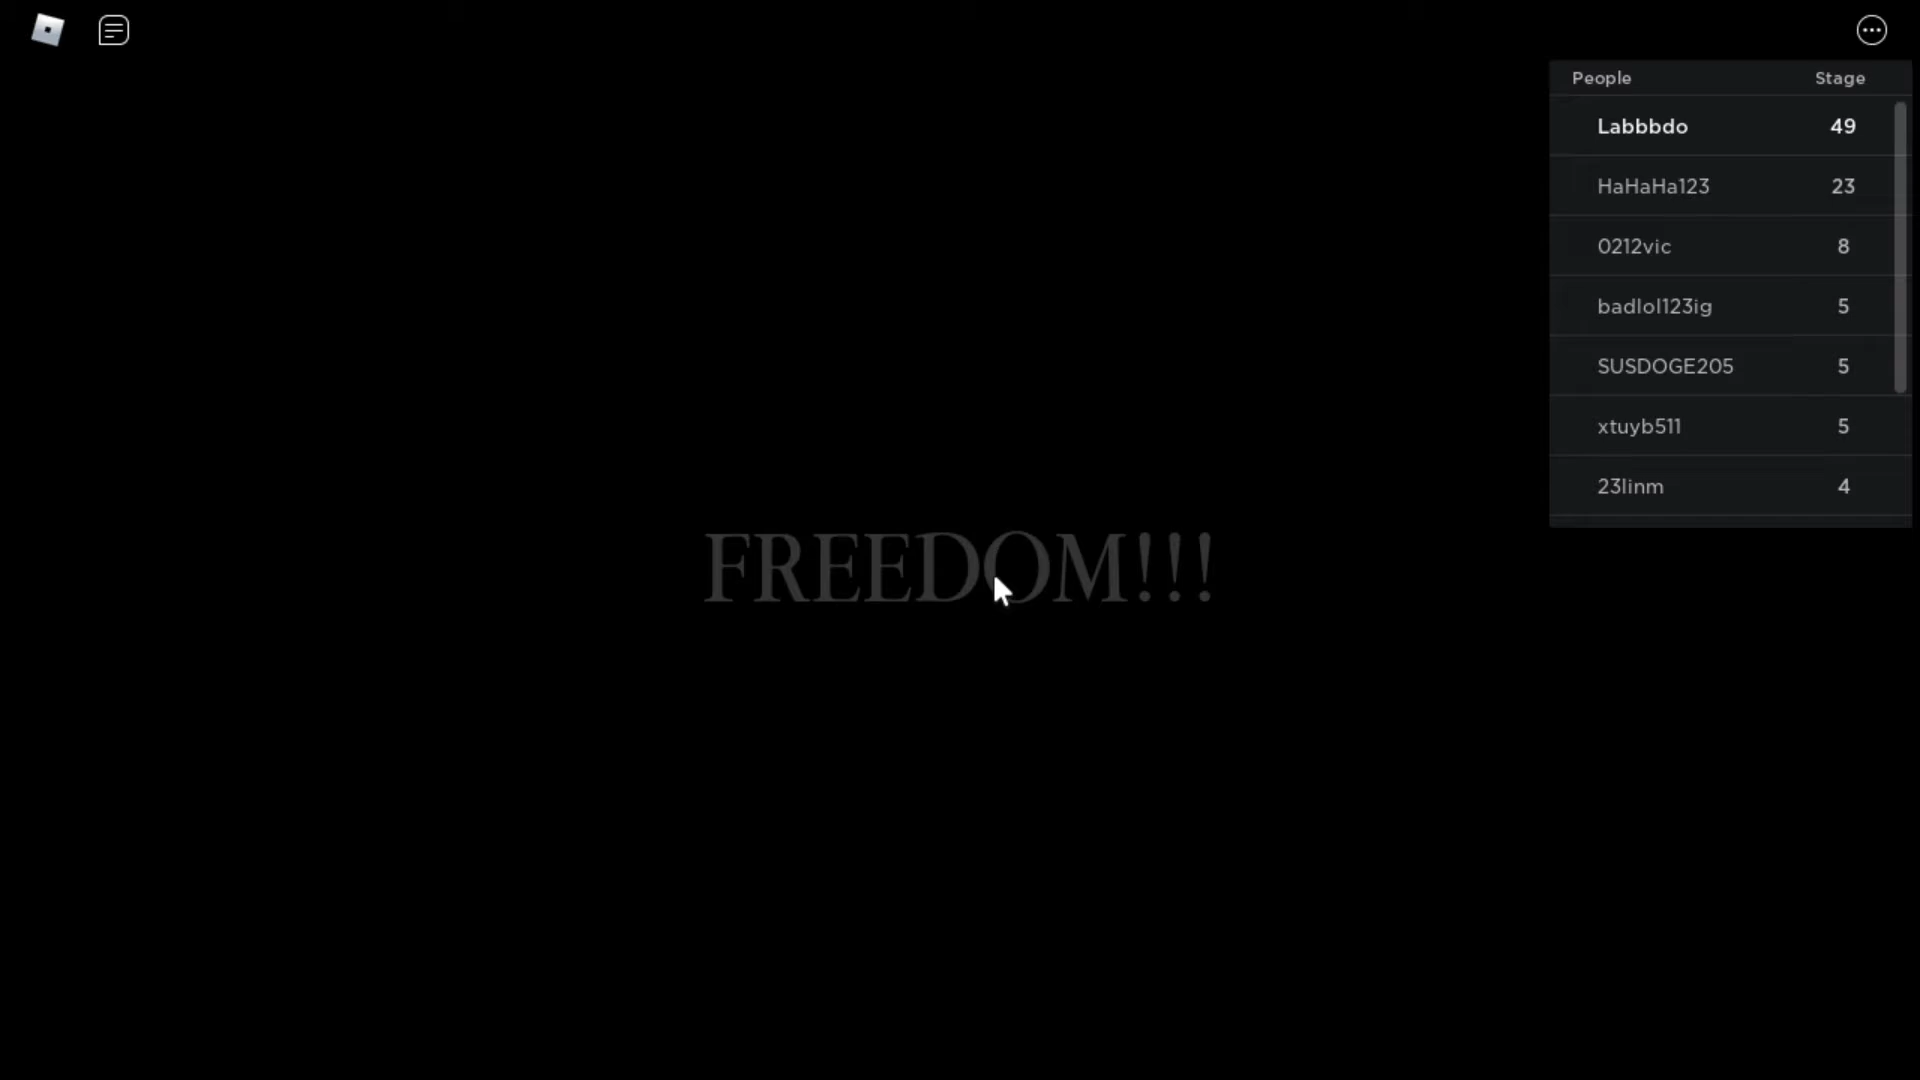 People Stage
Labbbdo 49
HaHaHa123 23
0212vic 8
badlol123ig 5
SUSDOGE205 5
xtuyb511 5
23linm 4
FREEDOM!!!